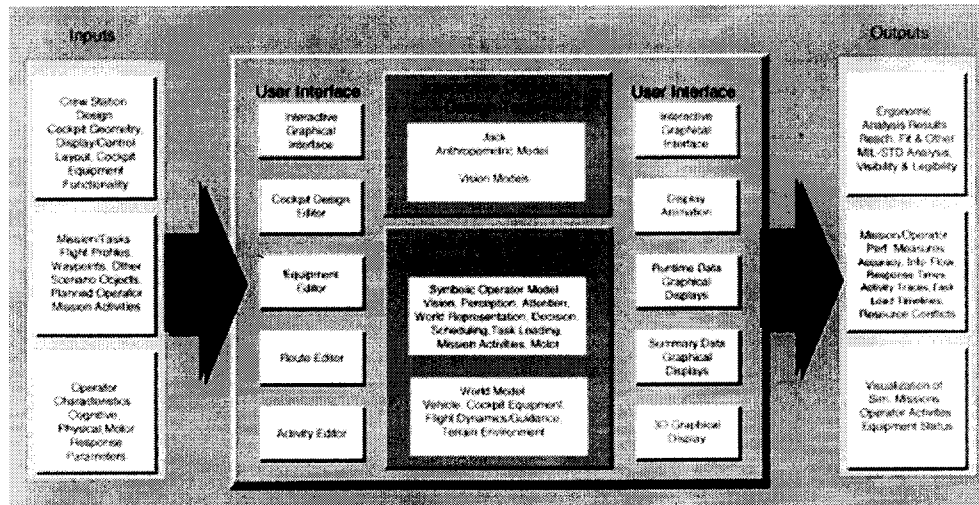 Inputs
Crew Station
Design
Cockpit Geometry,
Display/Control
Layout, Cockpit
Equipment
Functionality
Mission/Tasks
Flight Profiles,
Waypoints, Other
Scenario Objects,
Planned Operator
Mission Activities
Operator
Characteristics
Cognitive
Physical Motor
Response
Parameters
User Interface
Interactive
Graphical
Interface
Cockpit Design
Editor
Equipment
Editor
Route Editor
Activity Editor
Jack
Anthropometric Model
Vision Models
Symbolic Operator Model
Vision, Perception, Attention,
World Representation, Decision,
Scheduling, Task Loading,
Mission Activities, Motor
World Model
Vehicle, Cockpit Equipment,
Flight Dynamics/Guidance,
Terrain Environment
User Interface
Interactive
Graphical
Interface
Display
Animation
Runtime Data
Graphical
Displays
Summary Data
Graphical
Displays
3D Graphical
Display
Outputs
Ergonomic
Analysis Results
Reach, Fit & Other
MIL-STD Analysis,
Visibility & Legibility
Mission/Operator
Perf. Measures
Accuracy, Info Flow
Response Times
Activity Traces, Task
Load Timelines,
Resource Conflicts
Visualization of
Sim. Missions
Operator Activities
Equipment Status